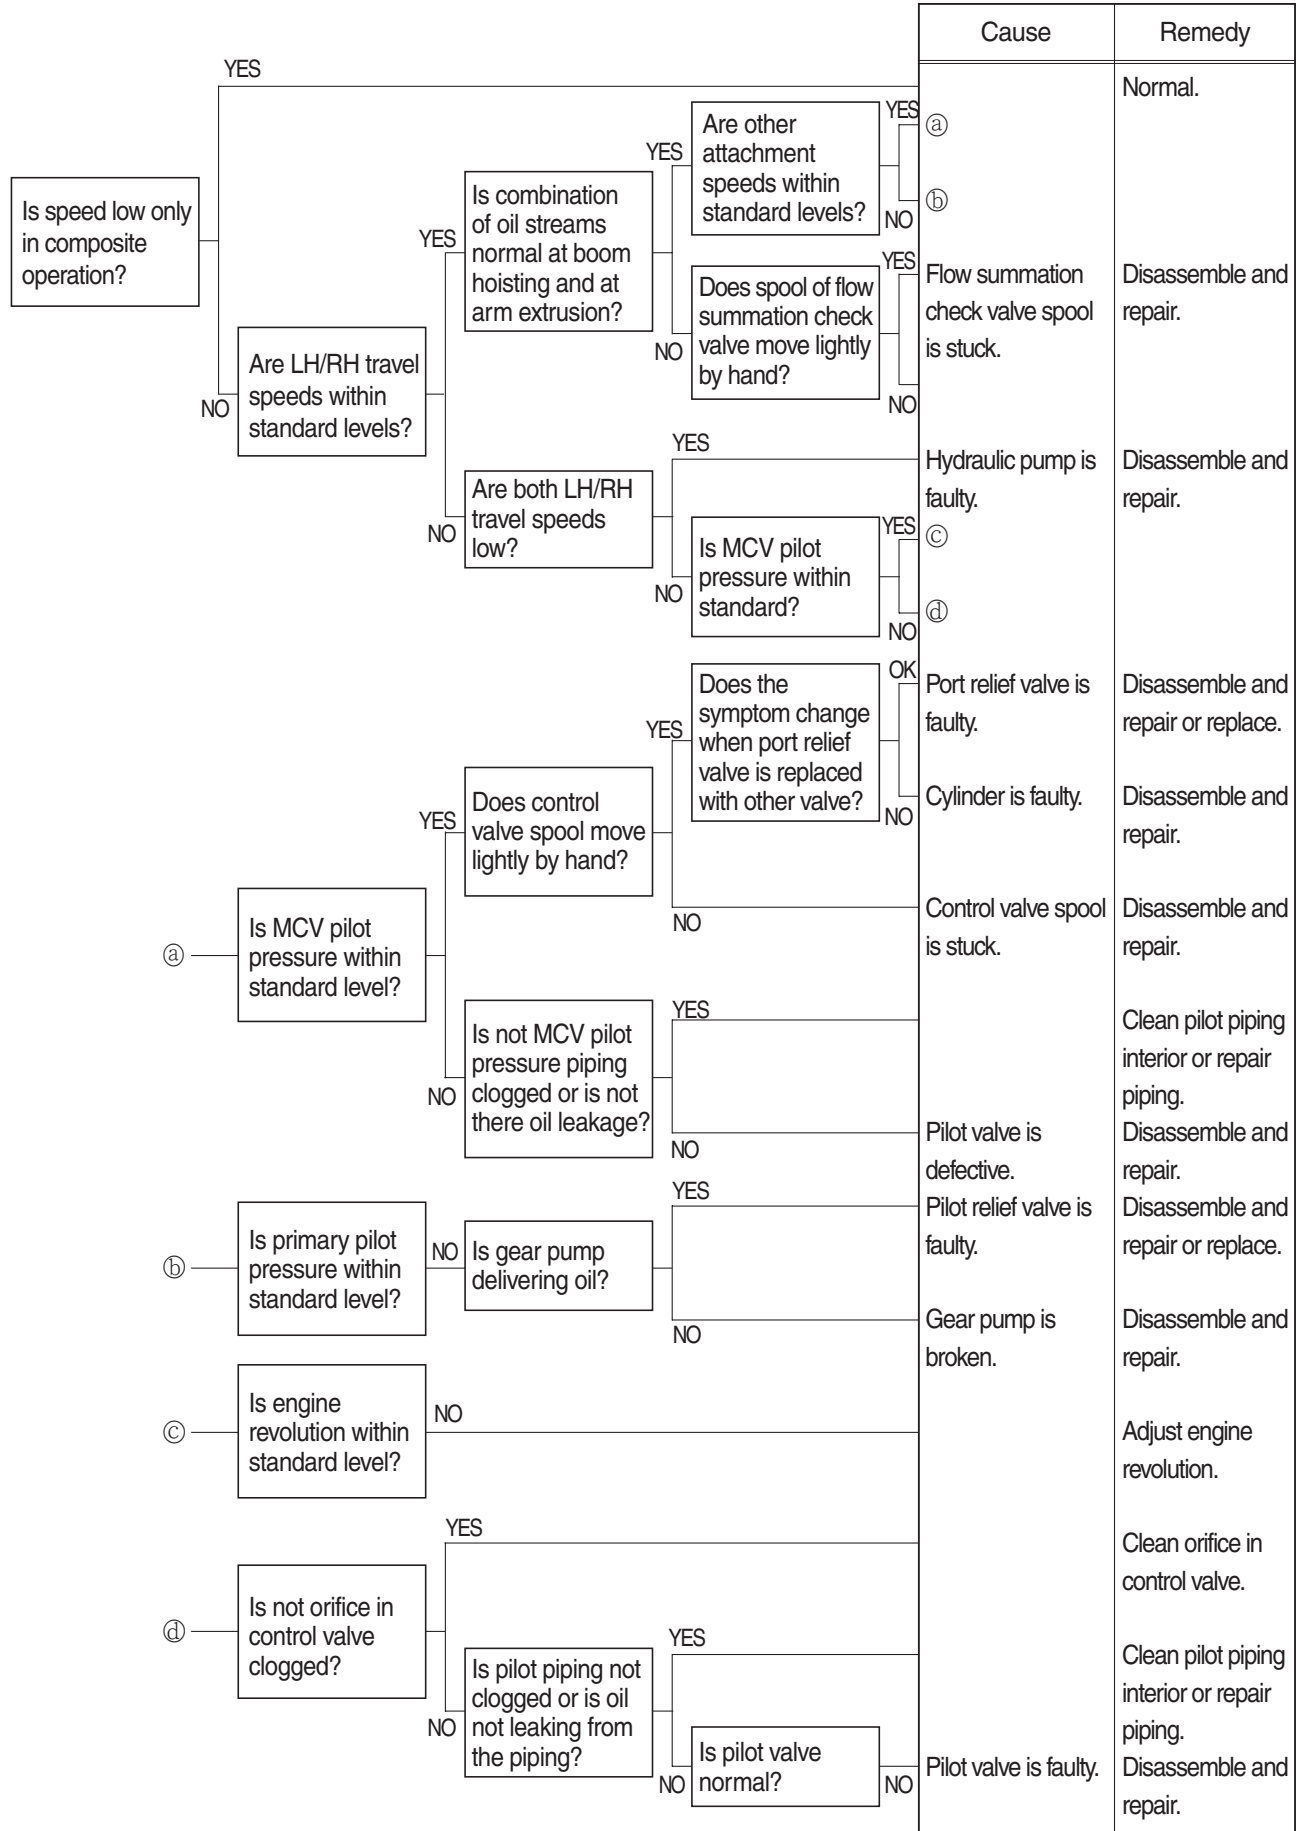 Cause
Remedy
YES
Normal.
Is speed low only
in composite
operation?
NO
Are LH/RH travel
speeds within
standard levels?
YES
Is combination
of oil streams
normal at boom
hoisting and at
arm extrusion?
YES
Are other
attachment
speeds within
standard levels?
YES
ⓐ
NO
ⓑ
NO
Does spool of flow
summation check
valve move lightly
by hand?
YES
Flow summation
check valve spool
is stuck.
Disassemble and
repair.
NO
NO
Are both LH/RH
travel speeds
low?
YES
Hydraulic pump is
faulty.
Disassemble and
repair.
NO
Is MCV pilot
pressure within
standard?
YES
ⓒ
NO
ⓓ
ⓐ
Is MCV pilot
pressure within
standard level?
YES
Does control
valve spool move
lightly by hand?
YES
Does the
symptom change
when port relief
valve is replaced
with other valve?
OK
Port relief valve is
faulty.
Disassemble and
repair or replace.
NO
Cylinder is faulty.
Disassemble and
repair.
NO
Control valve spool
is stuck.
Disassemble and
repair.
NO
Is not MCV pilot
pressure piping
clogged or is not
there oil leakage?
YES
Clean pilot piping
interior or repair
piping.
NO
Pilot valve is
defective.
Disassemble and
repair.
ⓑ
Is primary pilot
pressure within
standard level?
NO
Is gear pump
delivering oil?
YES
Pilot relief valve is
faulty.
Disassemble and
repair or replace.
NO
Gear pump is
broken.
Disassemble and
repair.
ⓒ
Is engine
revolution within
standard level?
NO
Adjust engine
revolution.
ⓓ
Is not orifice in
control valve
clogged?
YES
Clean orifice in
control valve.
NO
Is pilot piping not
clogged or is oil
not leaking from
the piping?
YES
Clean pilot piping
interior or repair
piping.
NO
Is pilot valve
normal?
NO
Pilot valve is faulty.
Disassemble and
repair.